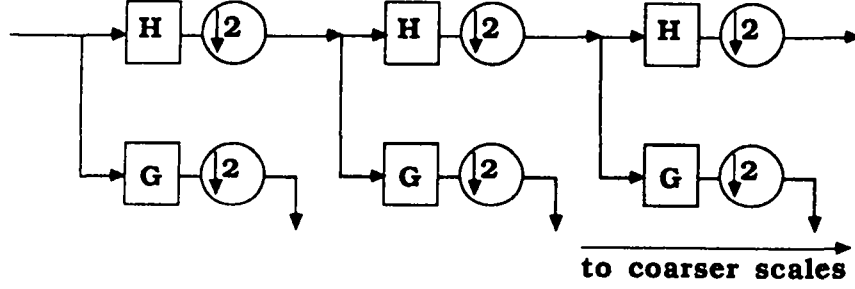 H ↓2 H ↓2 H ↓2
G ↓2 G ↓2 G ↓2
to coarser scales